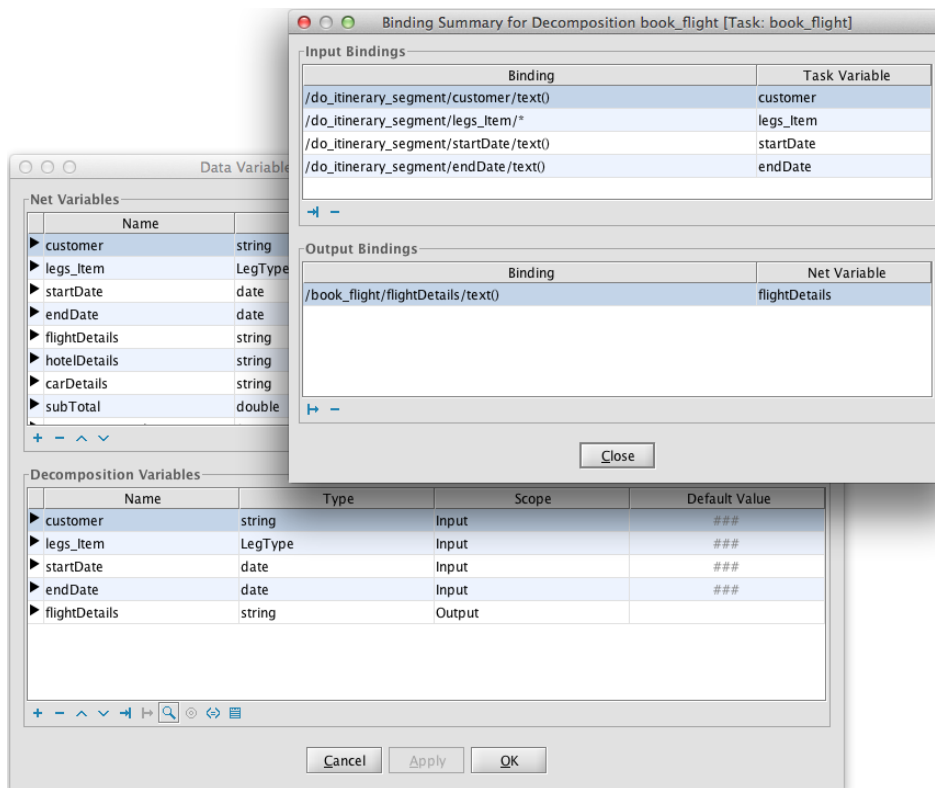 Binding Summary for Decomposition book_flight [Task: book_flight]
Input Bindings
Binding Task Variable
/do_itinerary_segment/customer/text() customer
/do_itinerary_segment/legs_Item/* legs_Item
/do_itinerary_segment/startDate/text() startDate
/do_itinerary_segment/endDate/text() endDate
Output Bindings
Binding Net Variable
/book_flight/flightDetails/text() flightDetails
Close
Data Variable
Net Variables
Name
customer string
legs_Item LegType
startDate date
endDate date
flightDetails string
hotelDetails string
carDetails string
subTotal double
Decomposition Variables
Name Type Scope Default Value
customer string Input ###
legs_Item LegType Input ###
startDate date Input ###
endDate date Input ###
flightDetails string Output
Cancel Apply OK